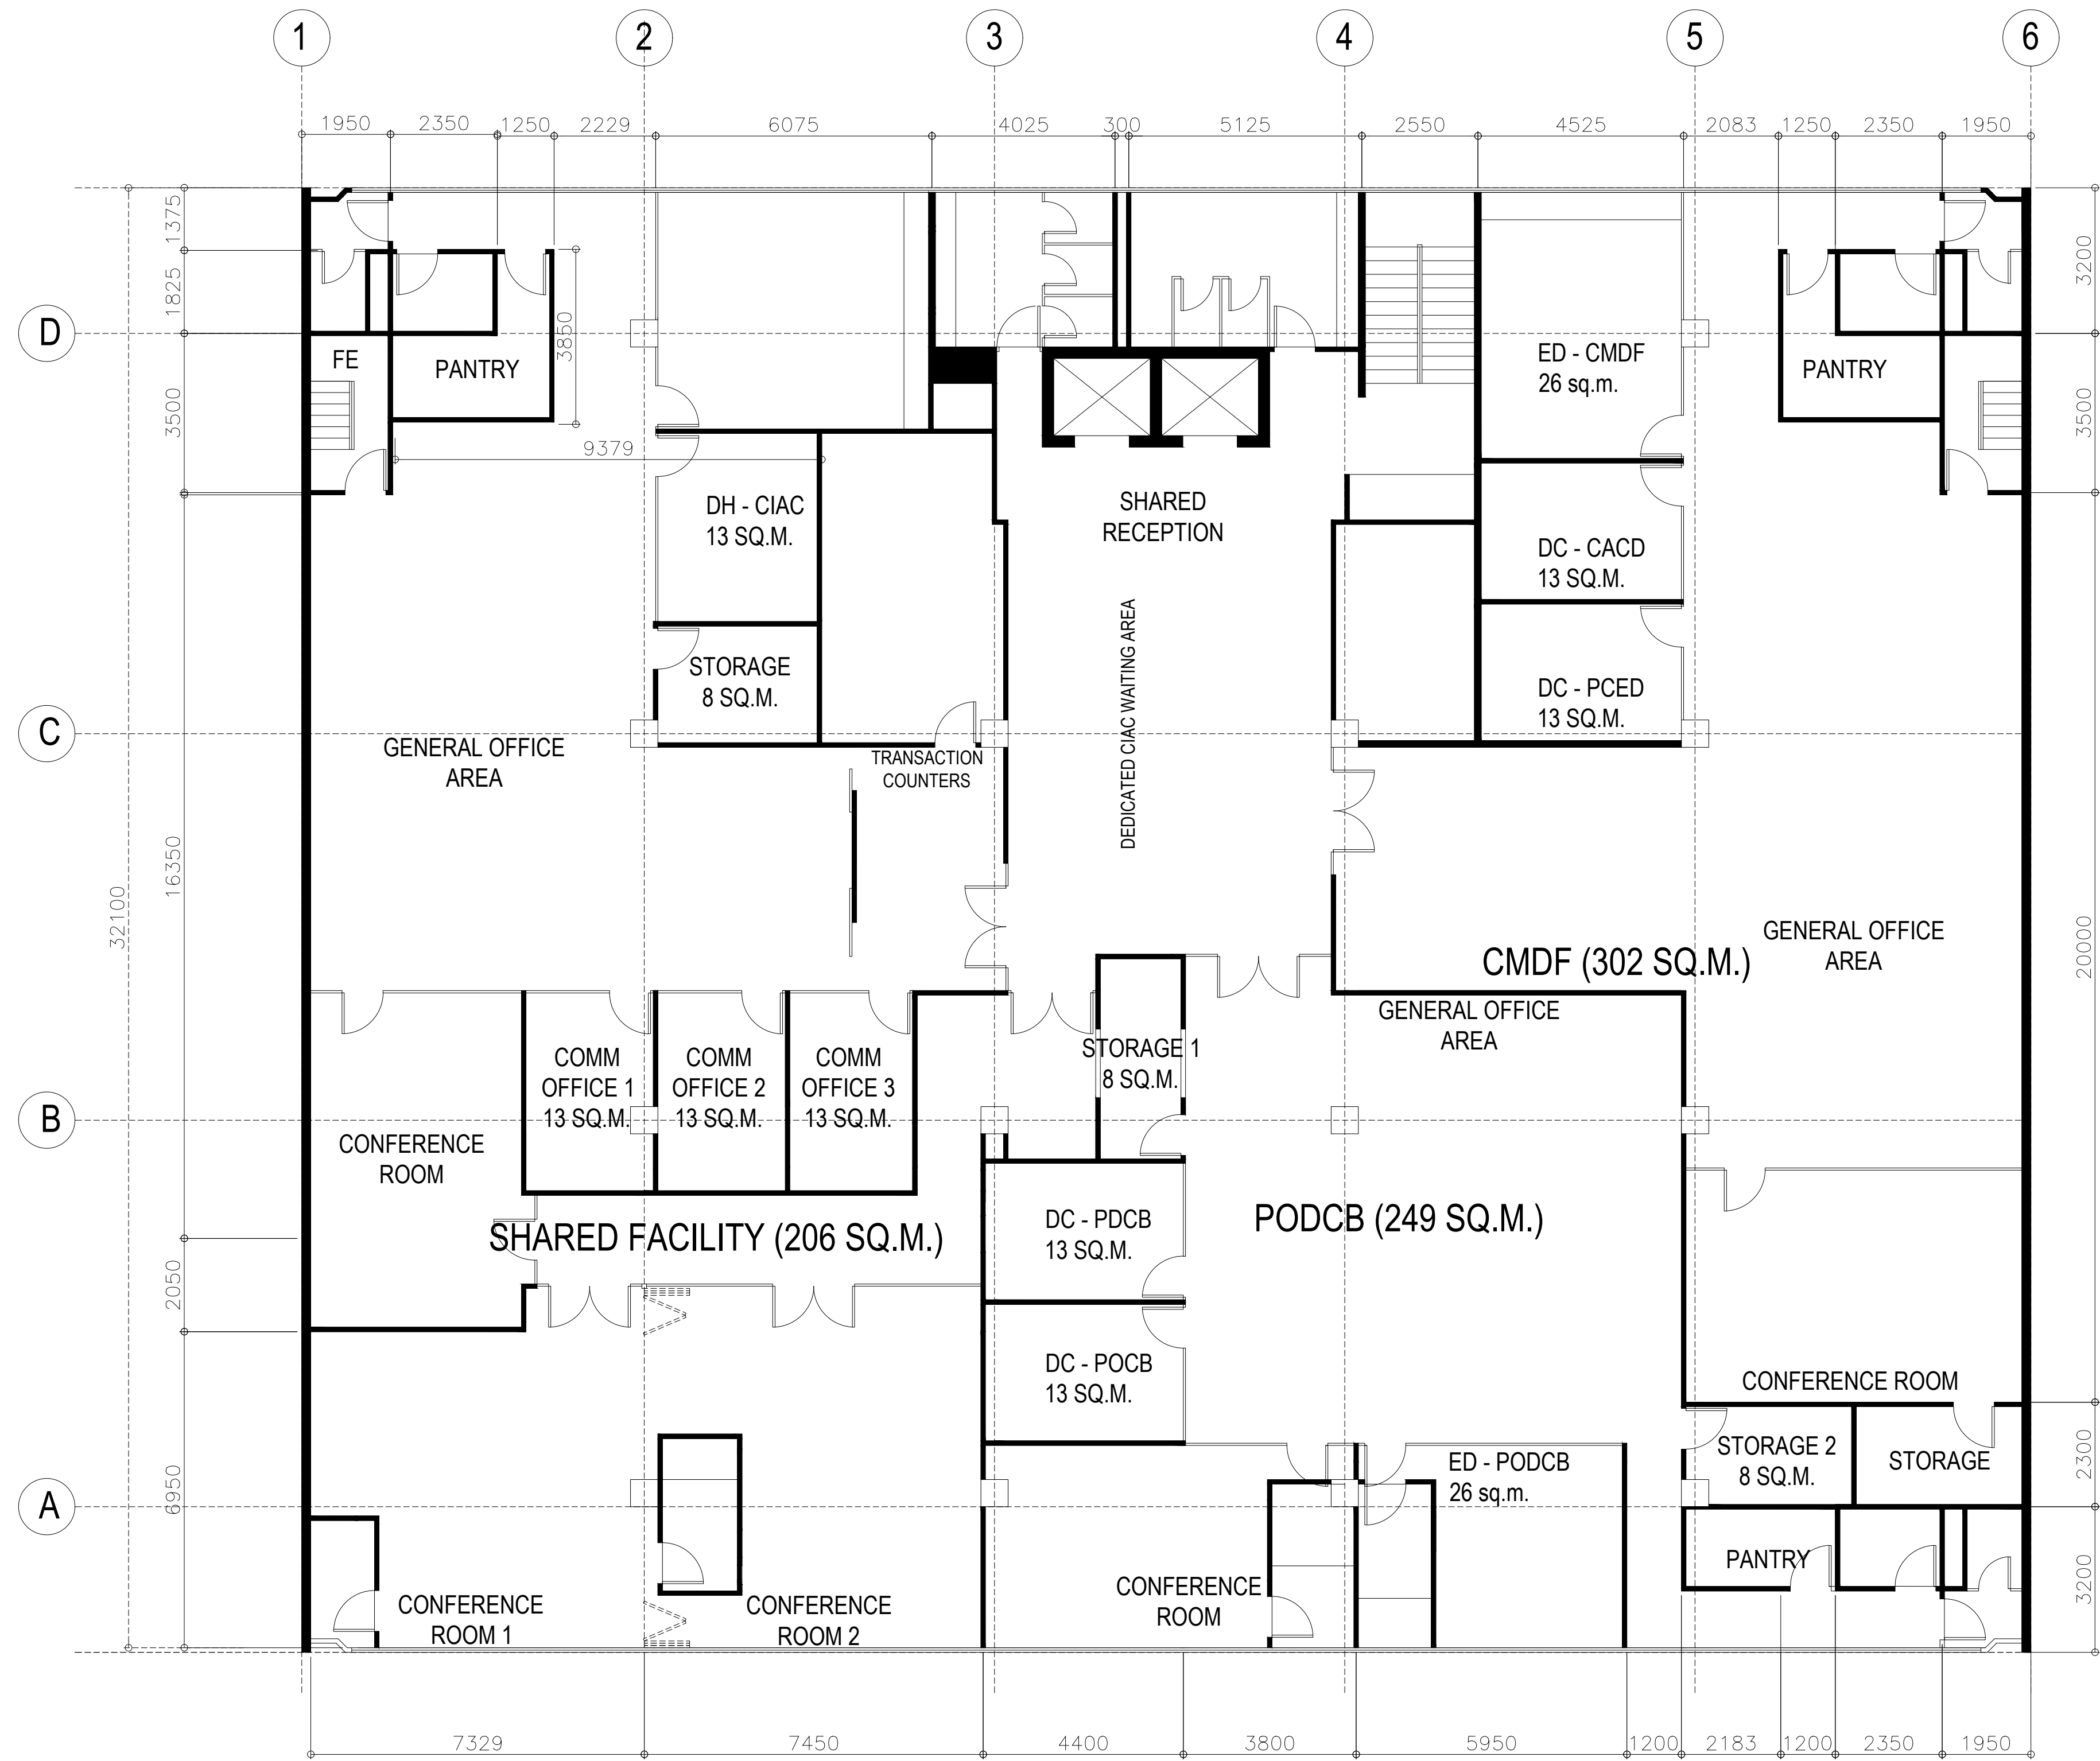 1
2
3
4
5
6
1950
2350
1250
2229
6075
4025
300
5125
2550
4525
2083
1250
2350
1950
1375
1825
3500
16350
2050
6950
32100
3200
3500
20000
2300
3200
D
C
B
A
FE
PANTRY
3850
9379
ED - CMDF
26 sq.m.
PANTRY
DH - CIAC
13 SQ.M.
SHARED
RECEPTION
DC - CACD
13 SQ.M.
STORAGE
8 SQ.M.
DEDICATED CIAC WAITING AREA
DC - PCED
13 SQ.M.
GENERAL OFFICE
AREA
TRANSACTION
COUNTERS
GENERAL OFFICE
AREA
CMDF (302 SQ.M.)
GENERAL OFFICE
AREA
COMM
OFFICE 1
13 SQ.M.
COMM
OFFICE 2
13 SQ.M.
COMM
OFFICE 3
13 SQ.M.
STORAGE 1
8 SQ.M.
CONFERENCE
ROOM
SHARED FACILITY (206 SQ.M.)
DC - PDCB
13 SQ.M.
PODCB (249 SQ.M.)
DC - POCB
13 SQ.M.
CONFERENCE ROOM
ED - PODCB
26 sq.m.
STORAGE 2
8 SQ.M.
STORAGE
PANTRY
CONFERENCE
ROOM 1
CONFERENCE
ROOM 2
CONFERENCE
ROOM
7329
7450
4400
3800
5950
1200
2183
1200
2350
1950